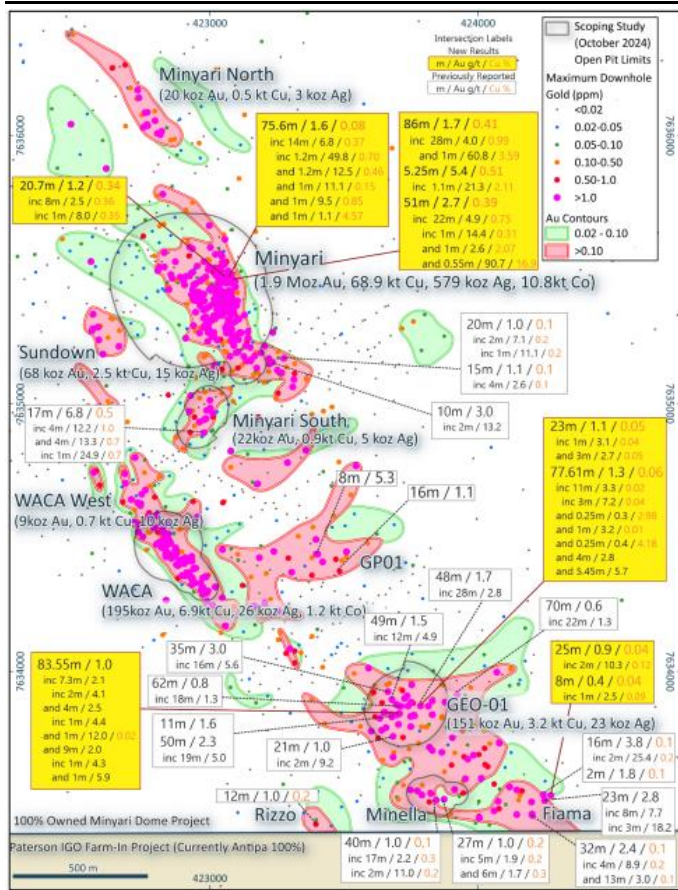 423000
424000
Intersection Labels
New Results
m / Au g/t / Cu %
Previously Reported
m / Au g/t / Cu %
Scoping Study
(October 2024)
Open Pit Limits
Maximum Downhole
Gold (ppm)
<0.02
0.02-0.05
0.05-0.10
0.10-0.50
0.50-1.0
>1.0
Au Contours
0.02 - 0.10
>0.10
7636000
7636000
Minyari North
(20 koz Au, 0.5 kt Cu, 3 koz Ag)
75.6m / 1.6 / 0.08
inc 14m / 6.8 / 0.37
inc 1.2m / 49.8 / 0.70
and 1.2m / 12.5 / 0.46
and 1m / 11.1 / 0.15
and 1m / 9.5 / 0.85
and 1m / 1.1 / 4.57
86m / 1.7 / 0.41
inc 28m / 4.0 / 0.99
and 1m / 60.8 / 3.59
5.25m / 5.4 / 0.51
inc 1.1m / 21.3 / 2.11
51m / 2.7 / 0.39
inc 22m / 4.9 / 0.75
inc 1m / 14.4 / 0.31
and 1m / 2.6 / 2.07
and 0.55m / 90.7 / 16.9
20.7m / 1.2 / 0.34
inc 8m / 2.5 / 0.36
inc 1m / 8.0 / 0.35
Minyari
(1.9 Moz Au, 68.9 kt Cu, 579 koz Ag, 10.8kt Co)
20m / 1.0 / 0.1
inc 2m / 7.1 / 0.2
inc 1m / 11.1 / 0.2
15m / 1.1 / 0.1
inc 4m / 2.6 / 0.1
Sundown
(68 koz Au, 2.5 kt Cu, 15 koz Ag)
10m / 3.0
inc 2m / 13.2
7635000
7635000
17m / 6.8 / 0.5
inc 4m / 12.2 / 1.0
and 4m / 13.3 / 0.7
inc 1m / 24.9 / 0.7
Minyari South
(22koz Au, 0.9kt Cu, 5 koz Ag)
23m / 1.1 / 0.05
inc 1m / 3.1 / 0.04
and 3m / 2.7 / 0.05
77.61m / 1.3 / 0.06
inc 11m / 3.3 / 0.02
inc 3m / 7.2 / 0.04
and 0.25m / 0.3 / 2.98
and 1m / 3.2 / 0.01
and 0.25m / 0.4 / 4.18
and 4m / 2.8
and 5.45m / 5.7
8m / 5.3
16m / 1.1
WACA West
(9koz Au, 0.7 kt Cu, 10 koz Ag)
GP01
WACA
(195koz Au, 6.9kt Cu, 26 koz Ag, 1.2 kt Co)
48m / 1.7
inc 28m / 2.8
49m / 1.5
inc 12m / 4.9
70m / 0.6
inc 22m / 1.3
35m / 3.0
inc 16m / 5.6
7634000
7634000
83.55m / 1.0
inc 7.3m / 2.1
inc 2m / 4.1
and 4m / 2.5
inc 1m / 4.4
and 1m / 12.0 / 0.02
and 9m / 2.0
inc 1m / 4.3
and 1m / 5.9
62m / 0.8
inc 18m / 1.3
25m / 0.9 / 0.04
inc 2m / 10.3 / 0.12
8m / 0.4 / 0.04
inc 1m / 2.5 / 0.09
GEO-01
(151 koz Au, 3.2 kt Cu, 23 koz Ag)
11m / 1.6
50m / 2.3
inc 19m / 5.0
21m / 1.0
inc 2m / 9.2
16m / 3.8 / 0.1
inc 2m / 25.4 / 0.2
2m / 1.8 / 0.1
23m / 2.8
inc 8m / 7.7
inc 3m / 18.2
12m / 1.0 / 0.2
Rizzo
Minella
Fiama
100% Owned Minyari Dome Project
Paterson IGO Farm-In Project (Currently Antipa 100%)
40m / 1.0 / 0.1
inc 17m / 2.2 / 0.3
inc 2m / 11.0 / 0.2
27m / 1.0 / 0.2
inc 5m / 1.9 / 0.2
and 6m / 1.7 / 0.3
32m / 2.4 / 0.1
inc 4m / 8.9 / 0.2
and 13m / 3.0 / 0.1
500 m
423000
424000